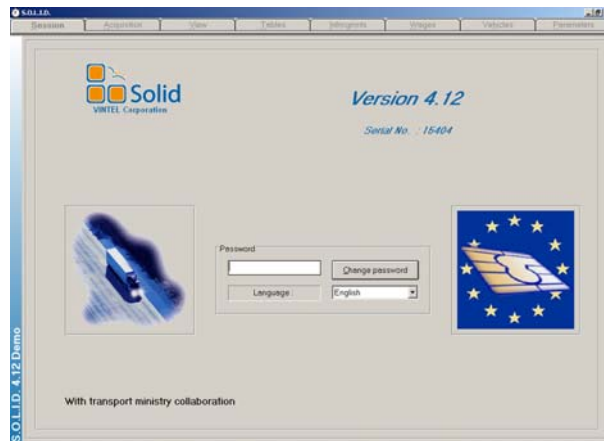 S.O.L.I.D.
Session Acquisition View Tables Wages Vehicles Parameters
Solid
VINTEL Corporation
Version 4.12
Serial No. : 15404
Password
Change password
Language :
English
With transport ministry collaboration
S.O.L.I.D. 4.12 Demo